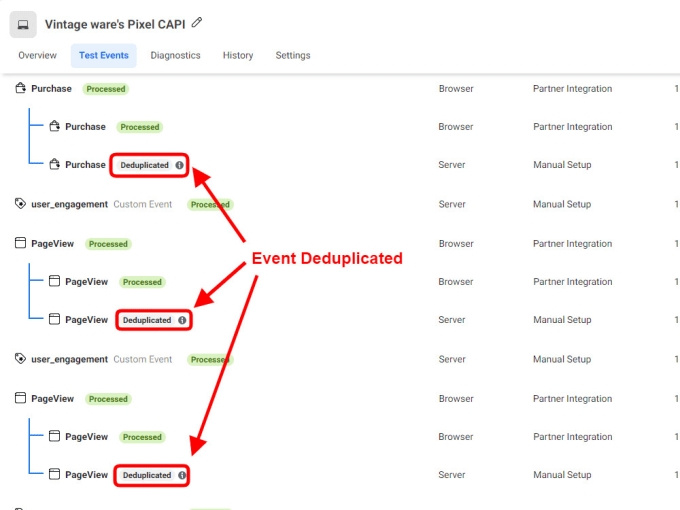 Vintage ware's Pixel CAPI
Overview Test Events Diagnostics History Settings
Purchase Processed Browser Partner Integration 1
Purchase Processed Browser Partner Integration 1
Purchase Deduplicated Server Manual Setup 1
user_engagement Custom Event Processed Server Manual Setup 1
PageView Processed Browser Partner Integration 1
Event Deduplicated
PageView Processed Browser Partner Integration 1
PageView Deduplicated Server Manual Setup 1
user_engagement Custom Event Processed Server Manual Setup 1
PageView Processed Browser Partner Integration 1
PageView Processed Browser Partner Integration 1
PageView Deduplicated Server Manual Setup 1